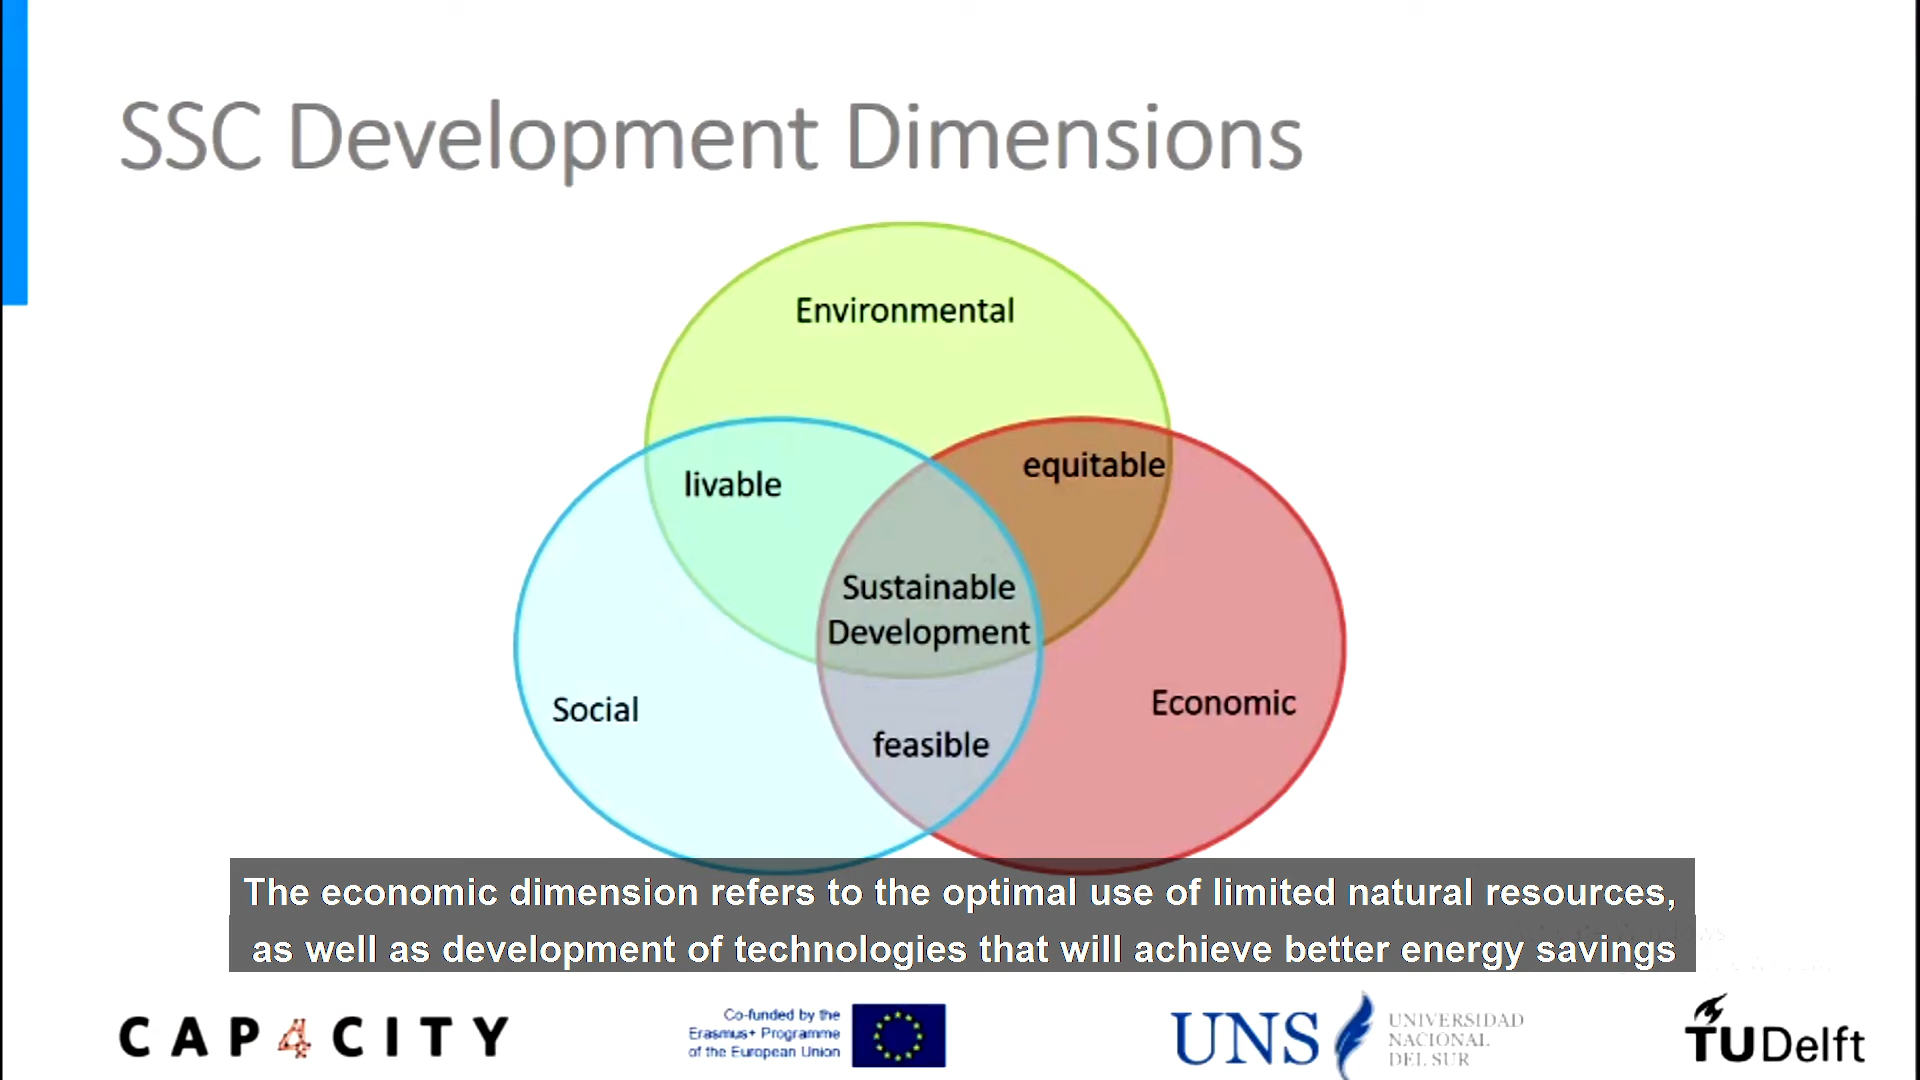 SSC Development Dimensions
Environmental
livable
equitable
Sustainable
Development
Social
Economic
feasible
The economic dimension refers to the optimal use of limited natural resources,
as well as development of technologies that will achieve better energy savings
CAP4CITY
Co-funded by the
Erasmus+ Programme
of the European Union
UNS
UNIVERSIDAD
NACIONAL
DEL SUR
TUDelft